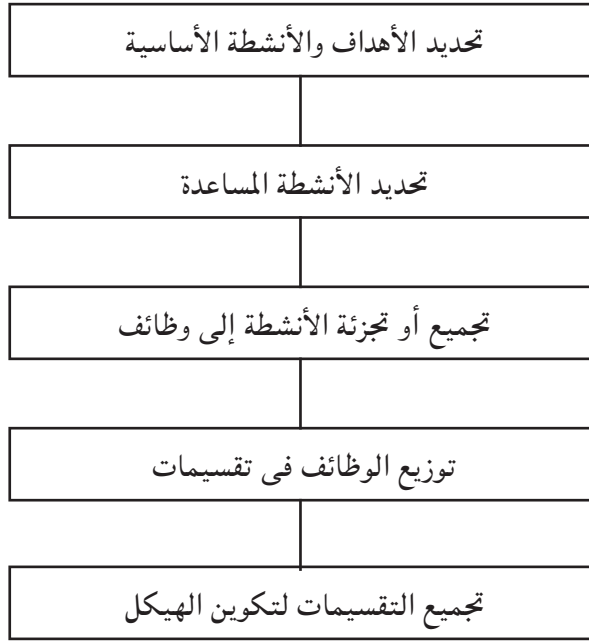 تحديد الأهداف والأنشطة الأساسية
تحديد الأنشطة المساعدة
تجميع أو تجزئة الأنشطة إلى وظائف
توزيع الوظائف فى تقسيمات
تجميع التقسيمات لتكوين الهيكل